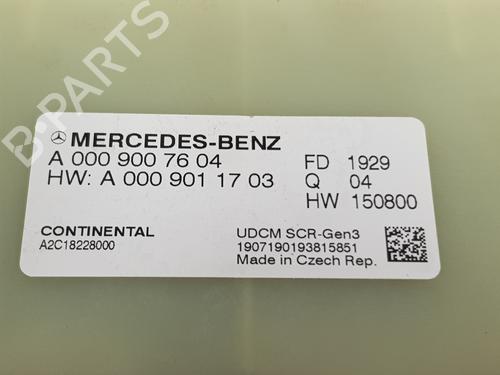 B-PARTS
MERCEDES-BENZ
A 000 900 76 04
HW: A 000 901 17 03
FD 1929
Q 04
HW 150800
CONTINENTAL
A2C18228000
UDCM SCR-Gen3
1907190193815851
Made in Czech Rep.